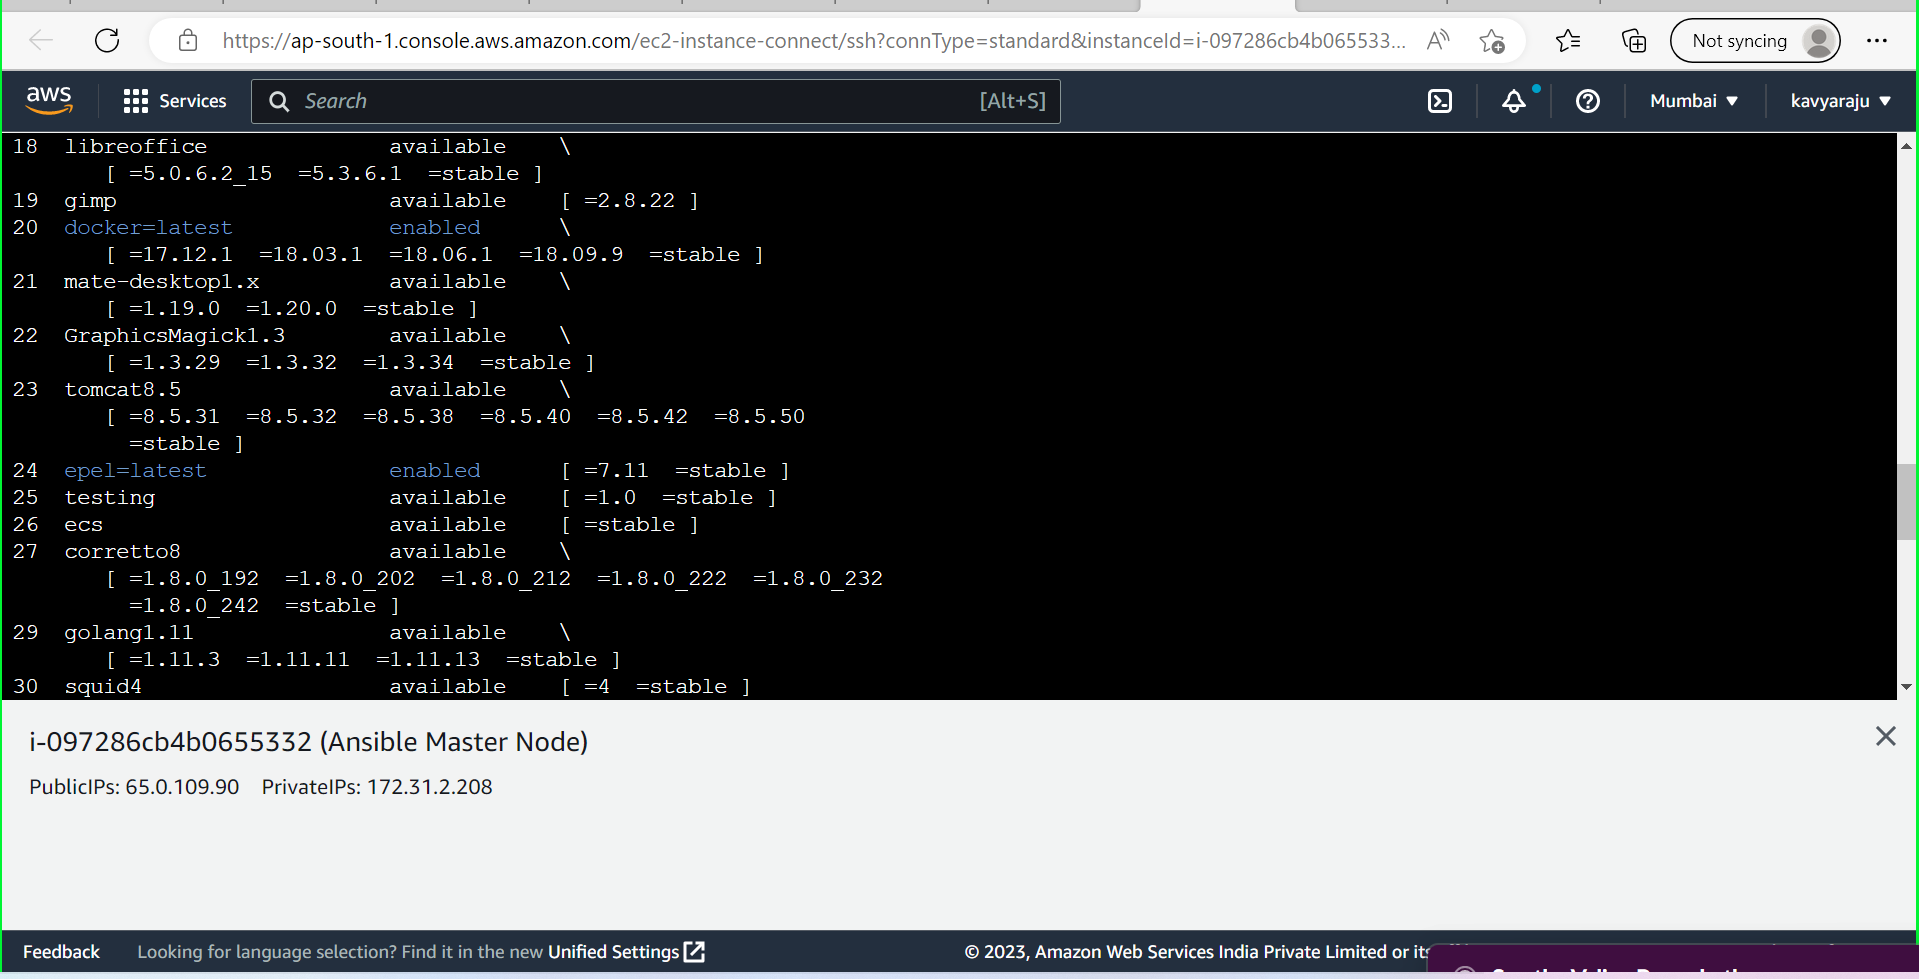 https://ap-south-1.console.aws.amazon.com/ec2-instance-connect/ssh?connType=standard&instanceId=i-097286cb4b065533...
Not syncing
aws
Services
Search
[Alt+S]
Mumbai
kavyaraju
18 libreoffice available \
[ =5.0.6.2_15 =5.3.6.1 =stable ]
19 gimp available [ =2.8.22 ]
20 docker=latest enabled \
[ =17.12.1 =18.03.1 =18.06.1 =18.09.9 =stable ]
21 mate-desktop1.x available \
[ =1.19.0 =1.20.0 =stable ]
22 GraphicsMagick1.3 available \
[ =1.3.29 =1.3.32 =1.3.34 =stable ]
23 tomcat8.5 available \
[ =8.5.31 =8.5.32 =8.5.38 =8.5.40 =8.5.42 =8.5.50
=stable ]
24 epel=latest enabled [ =7.11 =stable ]
25 testing available [ =1.0 =stable ]
26 ecs available [ =stable ]
27 corretto8 available \
[ =1.8.0_192 =1.8.0_202 =1.8.0_212 =1.8.0_222 =1.8.0_232
=1.8.0_242 =stable ]
29 golang1.11 available \
[ =1.11.3 =1.11.11 =1.11.13 =stable ]
30 squid4 available [ =4 =stable ]
i-097286cb4b0655332 (Ansible Master Node)
PublicIPs: 65.0.109.90 PrivateIPs: 172.31.2.208
Feedback
Looking for language selection? Find it in the new Unified Settings
© 2023, Amazon Web Services India Private Limited or its